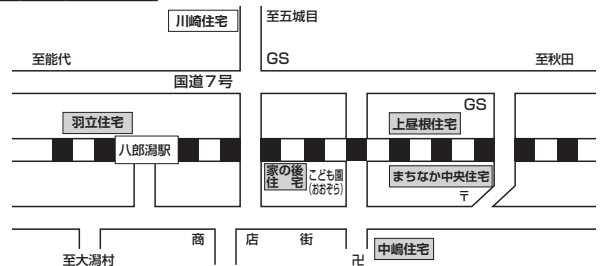 川崎住宅
至五城目
至能代
GS
至秋田
国道7号
GS
羽立住宅
上昼根住宅
八郎潟駅
家の後
住宅
こども園
(おおぞら)
まちなか中央住宅
〒
商店街
卍
中嶋住宅
至大潟村